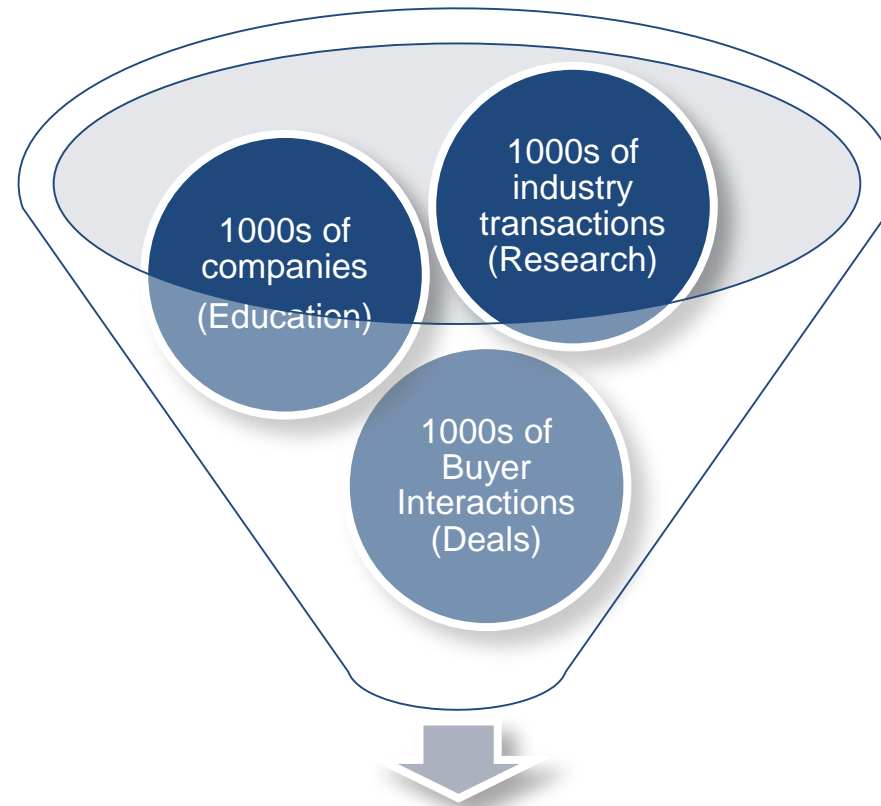 1000s of
companies
(Education)
1000s of
industry
transactions
(Research)
1000s of
Buyer
Interactions
(Deals)